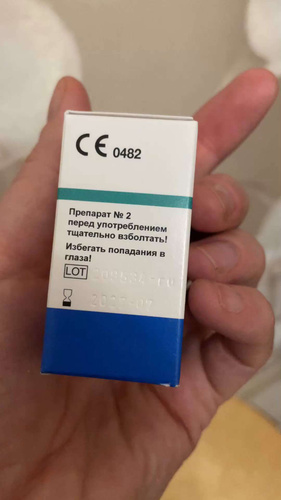 CE 0482
Препарат № 2
перед употреблением
тщательно взболтать!
Избегать попадания в
глаза!
LOT